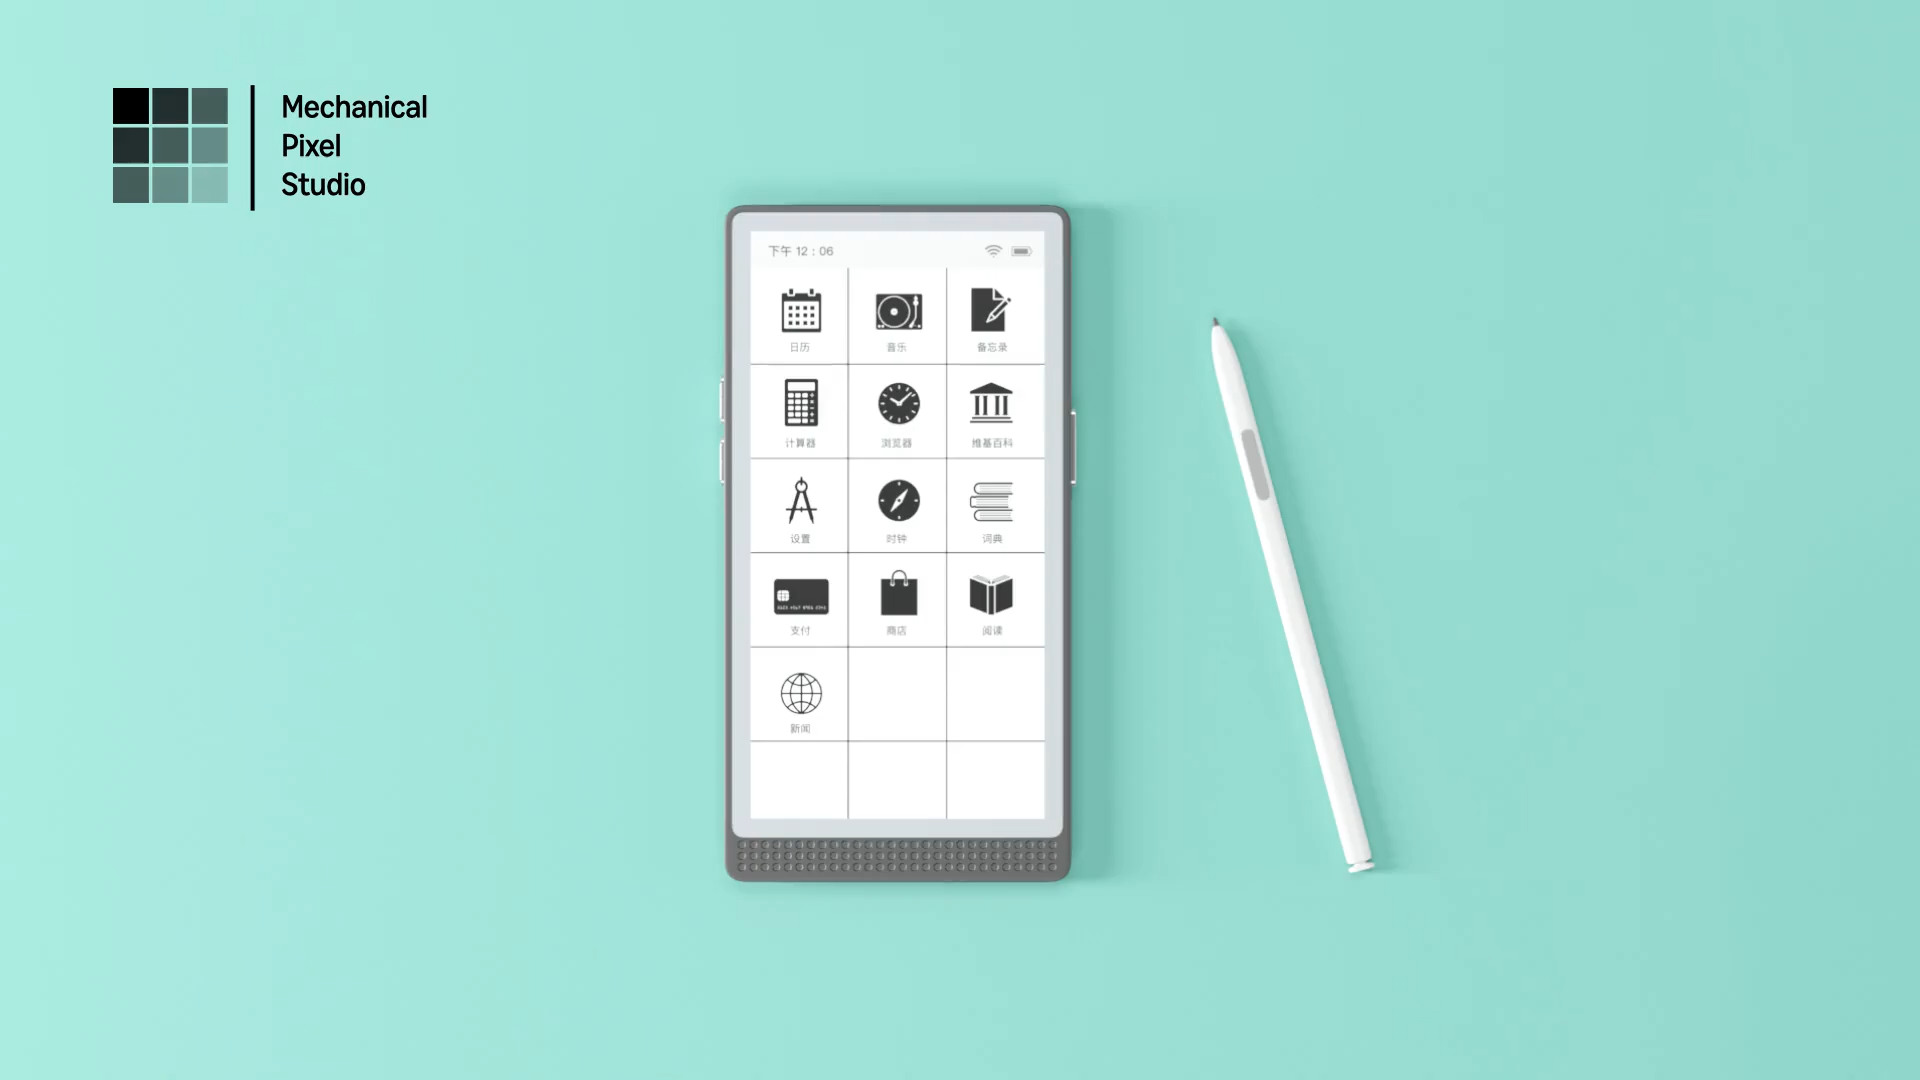 Mechanical
Pixel
Studio
下午 12：06
日历
音乐
备忘录
计算器
浏览器
维基百科
设置
时钟
词典
支付
商店
阅读
新闻